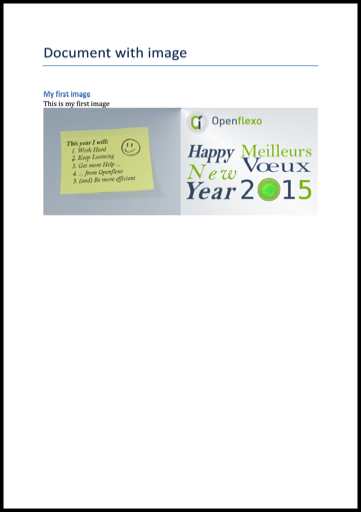 Document with image
My first image
This is my first image
This year I will:
1. Work Hard
2. Keep Learning
3. Get more Help ...
4. ... from Openflexo
5. (and) Be more efficient
Openflexo
Happy
New
Year
Meilleurs
Vœux
2015